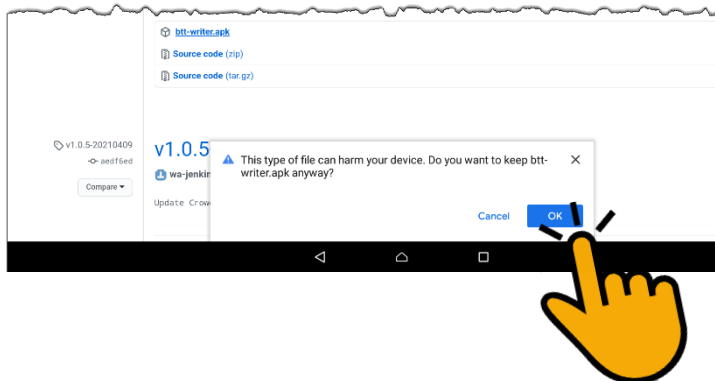 btt-writer.apk
Source code (zip)
Source code (tar.gz)
v1.0.5-20210409
aedf6ed
Compare
v1.0.5
wa-jenkin
Update Crow
This type of file can harm your device. Do you want to keep btt-
writer.apk anyway?
Cancel
OK